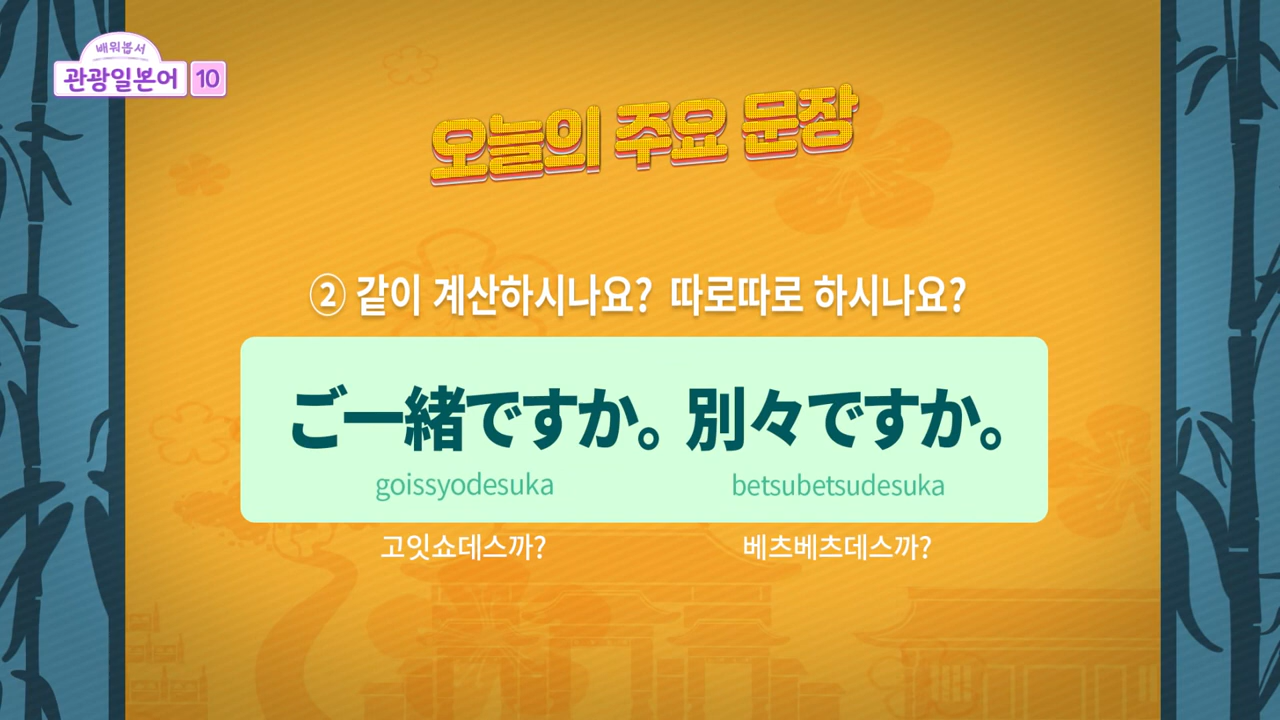 배워봅서
관광일본어 10
오늘의 주요 문장
② 같이 계산하시나요? 따로따로 하시나요?
ご一緒ですか。別々ですか。
goissyodesuka betsubetsudesuka
고잇쇼데스까? 베츠베츠데스까?